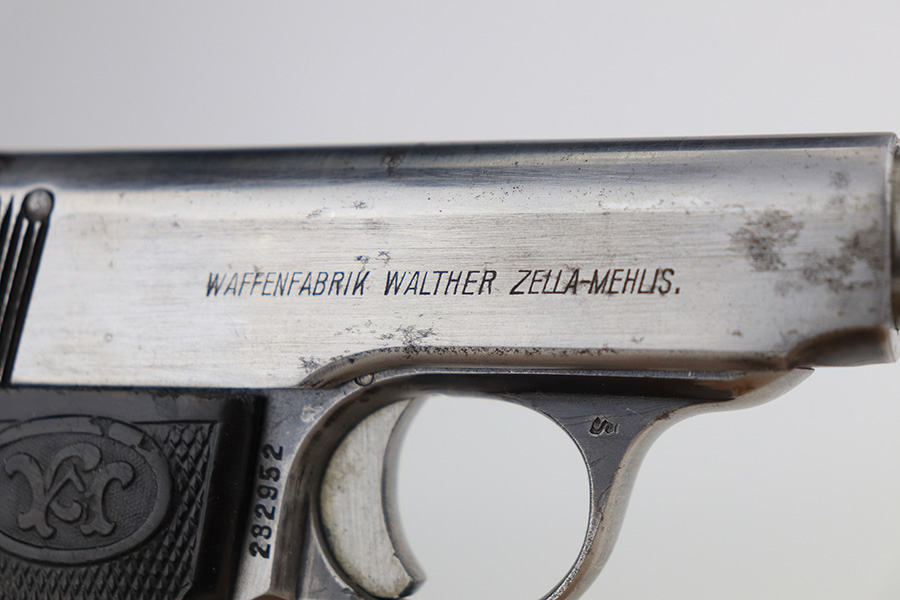 WAFFENFABRIK WALTHER ZELLA-MEHLIS.
282952